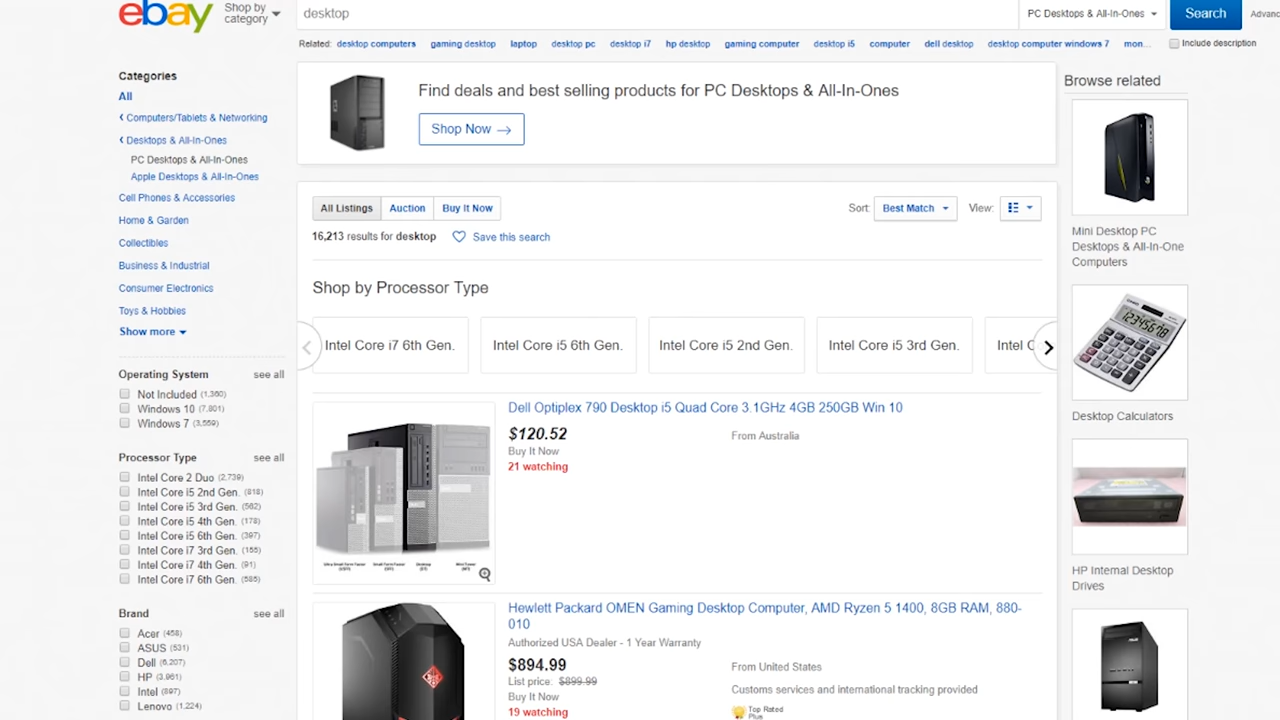 ebay
Shop by
category
desktop
PC Desktops & All-In-Ones
Search
Advanc
Related: desktop computers gaming desktop laptop desktop pc desktop i7 hp desktop gaming computer desktop i5 computer dell desktop desktop computer windows 7 mon...
Include description
Categories
All
Computers/Tablets & Networking
Desktops & All-In-Ones
PC Desktops & All-In-Ones
Apple Desktops & All-In-Ones
Cell Phones & Accessories
Home & Garden
Collectibles
Business & Industrial
Consumer Electronics
Toys & Hobbies
Show more
Operating System see all
Not Included (1,360)
Windows 10 (7,801)
Windows 7 (3,559)
Processor Type see all
Intel Core 2 Duo (2,739)
Intel Core i5 2nd Gen. (818)
Intel Core i5 3rd Gen. (562)
Intel Core i5 4th Gen. (178)
Intel Core i5 6th Gen. (397)
Intel Core i7 3rd Gen. (155)
Intel Core i7 4th Gen. (91)
Intel Core i7 6th Gen. (585)
Brand see all
Acer (458)
ASUS (531)
Dell (6,207)
HP (3,961)
Intel (897)
Lenovo (1,224)
Find deals and best selling products for PC Desktops & All-In-Ones
Shop Now →
All Listings Auction Buy It Now
Sort: Best Match View:
16,213 results for desktop Save this search
Shop by Processor Type
Intel Core i7 6th Gen. Intel Core i5 6th Gen. Intel Core i5 2nd Gen. Intel Core i5 3rd Gen. Intel C
Dell Optiplex 790 Desktop i5 Quad Core 3.1GHz 4GB 250GB Win 10
$120.52
From Australia
Buy It Now
21 watching
Hewlett Packard OMEN Gaming Desktop Computer, AMD Ryzen 5 1400, 8GB RAM, 880-
010
Authorized USA Dealer - 1 Year Warranty
$894.99
From United States
List price: $899.99
Customs services and international tracking provided
Buy It Now
19 watching
Top Rated
Plus
Browse related
Mini Desktop PC
Desktops & All-In-One
Computers
Desktop Calculators
HP Internal Desktop
Drives